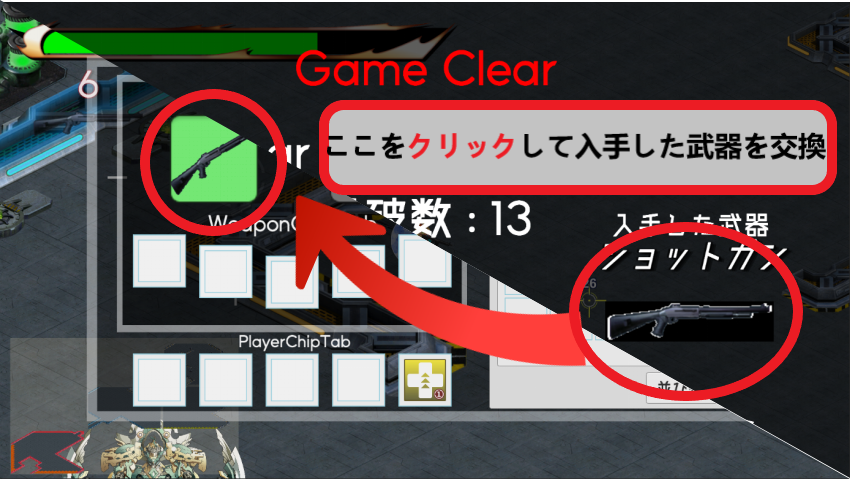 Game Clear
6
ar
ここをクリックして入手した武器を交換
破数：13
入手した武器
ショットガン
26
PlayerChipTab
①